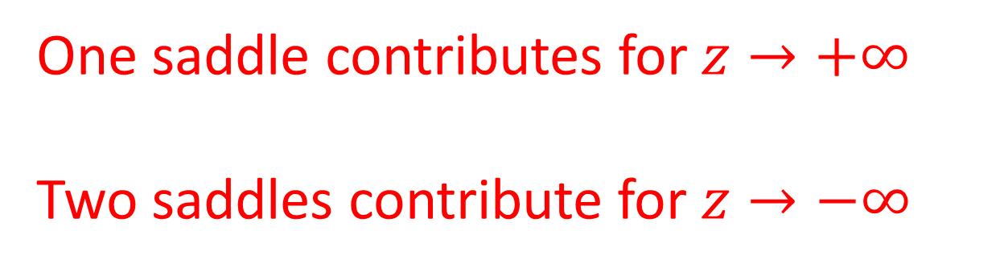 One saddle contributes for z → +∞
Two saddles contribute for z → −∞